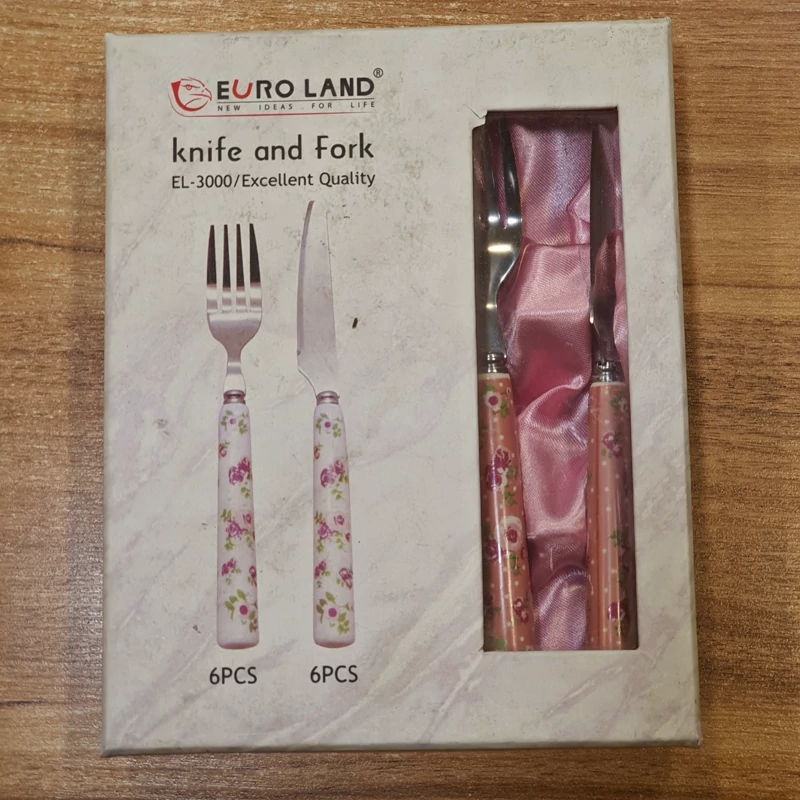 EURO LAND®
NEW IDEAS FOR LIFE
knife and Fork
EL-3000/Excellent Quality
6PCS
6PCS